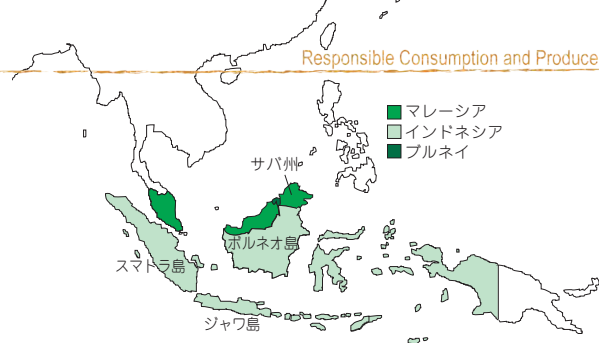 Responsible Consumption and Produce
マレーシア
インドネシア
ブルネイ
サバ州
ボルネオ島
スマトラ島
ジャワ島